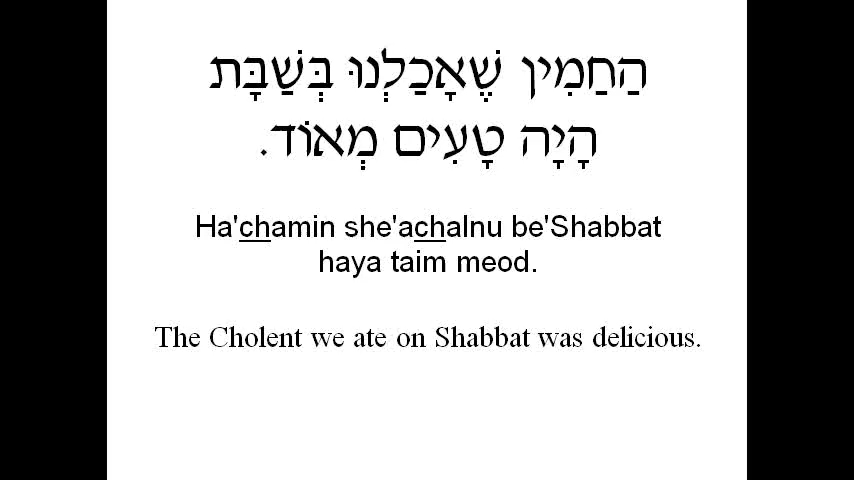 הַחַמִין שֶׁאָכַלְנוּ בְּשַׁבָּת
הָיָה טָעִים מְאוֹד.
Ha'chamin she'achalnu be'Shabbat
haya taim meod.
The Cholent we ate on Shabbat was delicious.